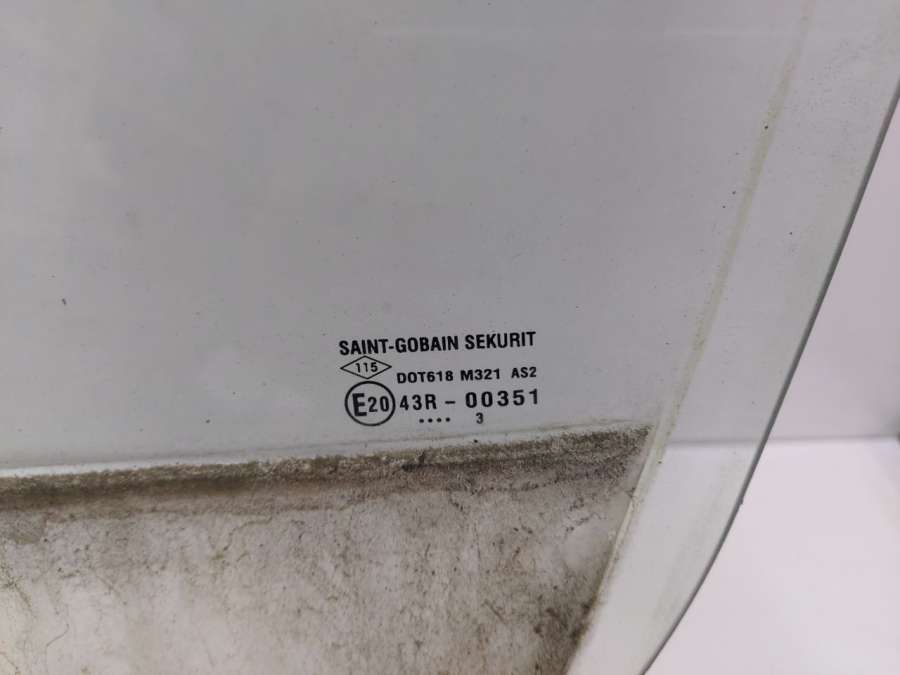 SAINT-GOBAIN SEKURIT
115
DOT618 M321 AS2
E20 43R - 00351
.... 3